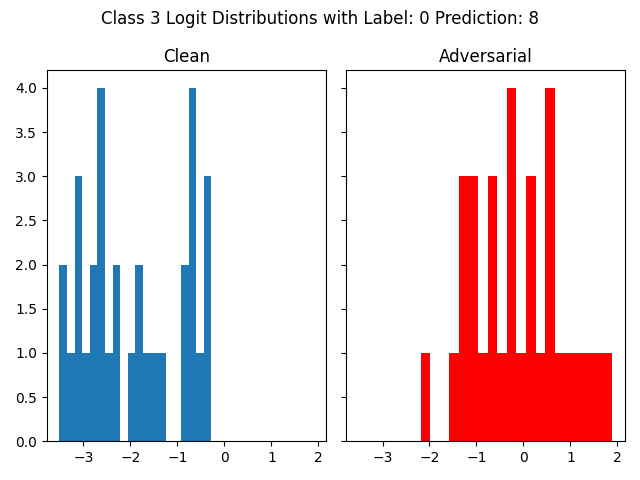 Class 3 Logit Distributions with Label: 0 Prediction: 8
Clean
Adversarial
4.0
3.5
3.0
2.5
2.0
1.5
1.0
0.5
0.0
−3 −2 −1 0 1 2
−3 −2 −1 0 1 2